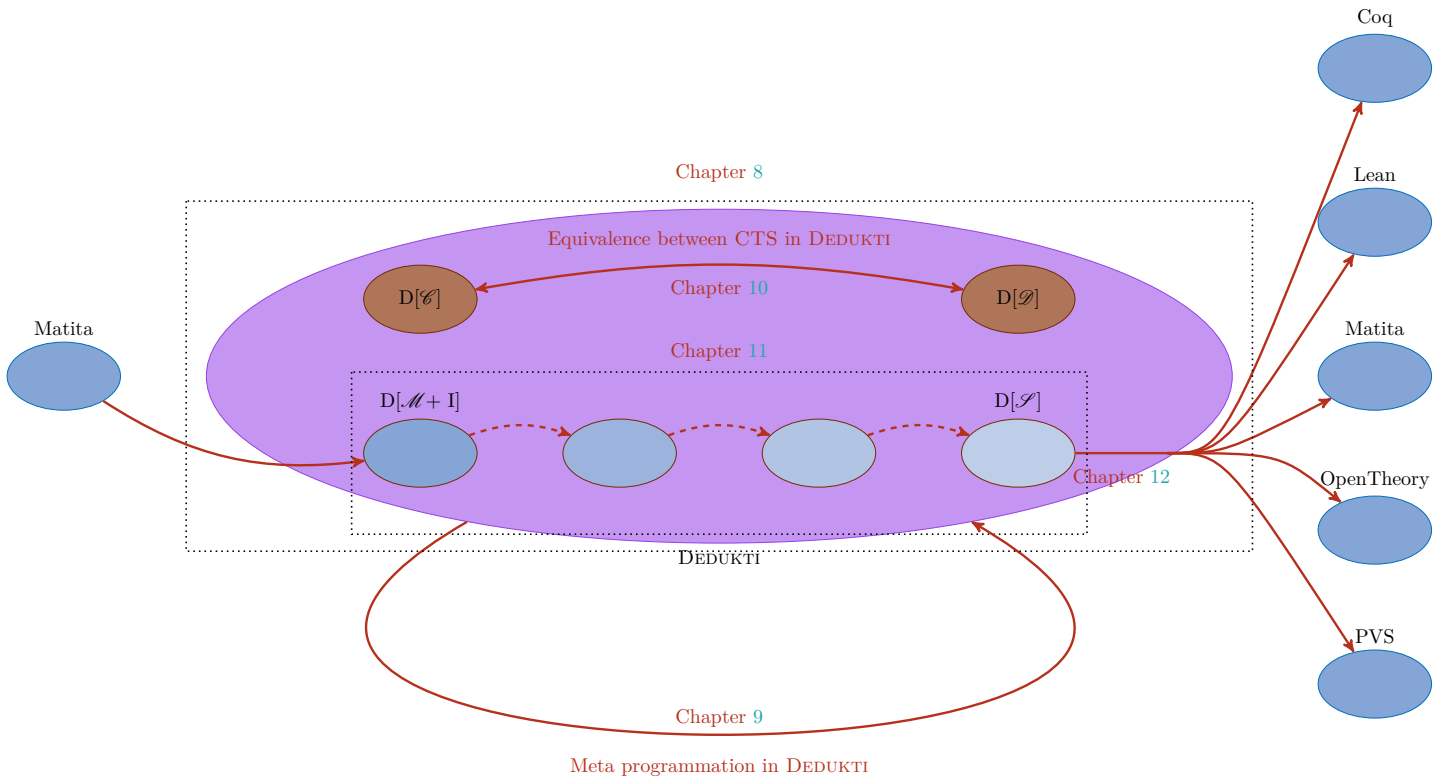 Coq
Chapter 8
Lean
Equivalence between CTS in DEDUKTI
D[𝒞]
D[𝒟]
Chapter 10
Matita
Matita
Chapter 11
D[ℳ + I]
D[𝒮]
Chapter 12
OpenTheory
DEDUKTI
PVS
Chapter 9
Meta programmation in DEDUKTI